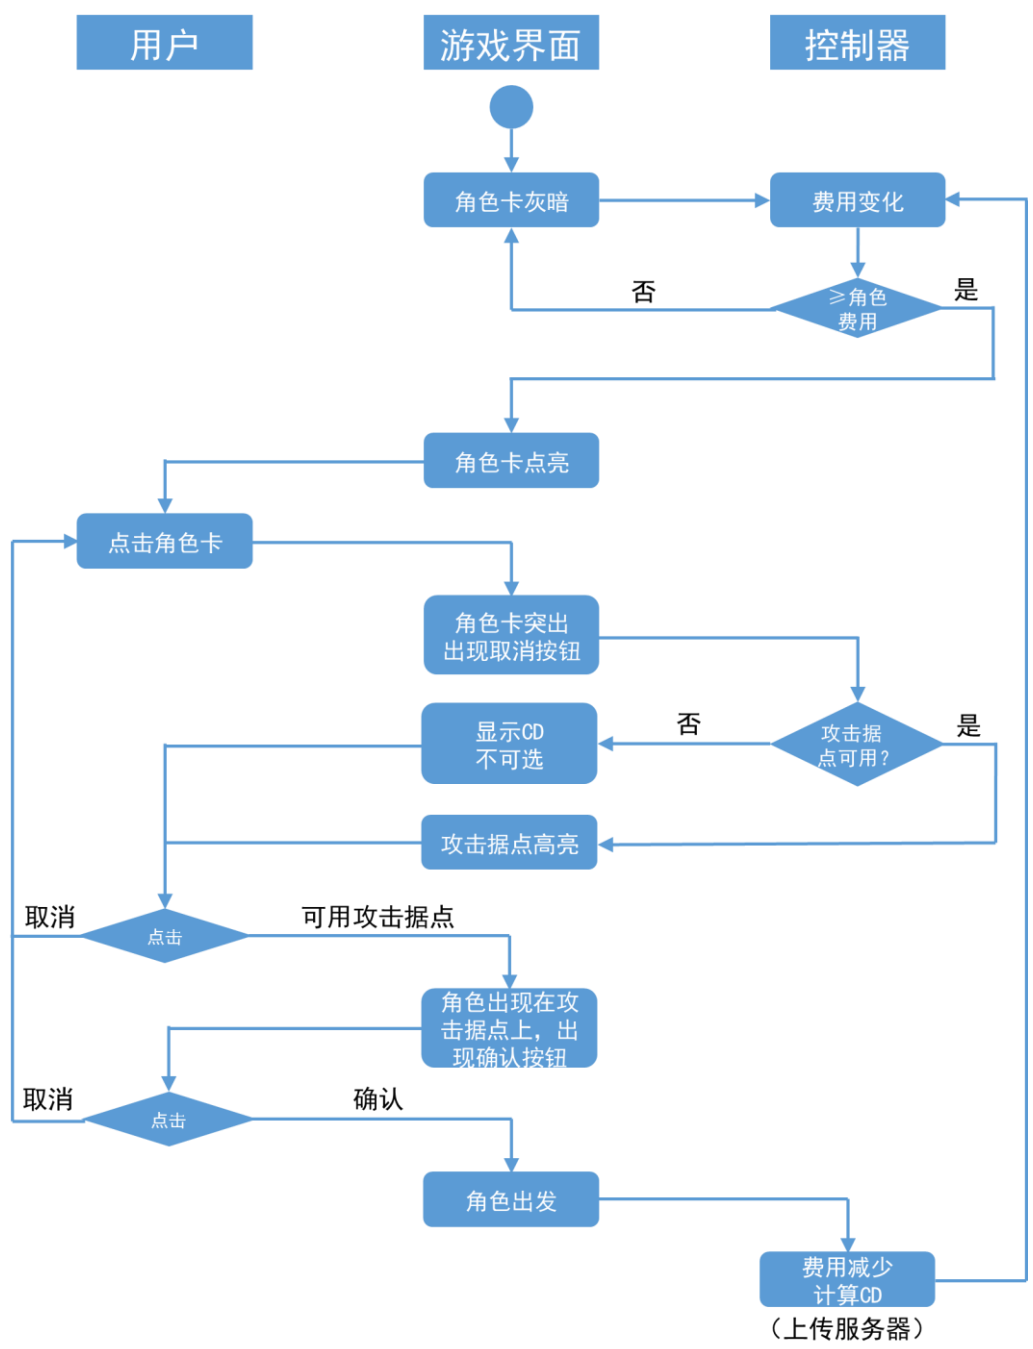 用户
游戏界面
控制器
角色卡灰暗
费用变化
否
≥角色
费用
是
角色卡点亮
点击角色卡
角色卡突出
出现取消按钮
显示CD
不可选
否
攻击据
点可用?
是
攻击据点高亮
取消
点击
可用攻击据点
角色出现在攻
击据点上，出
现确认按钮
取消
点击
确认
角色出发
费用减少
计算CD
（上传服务器）